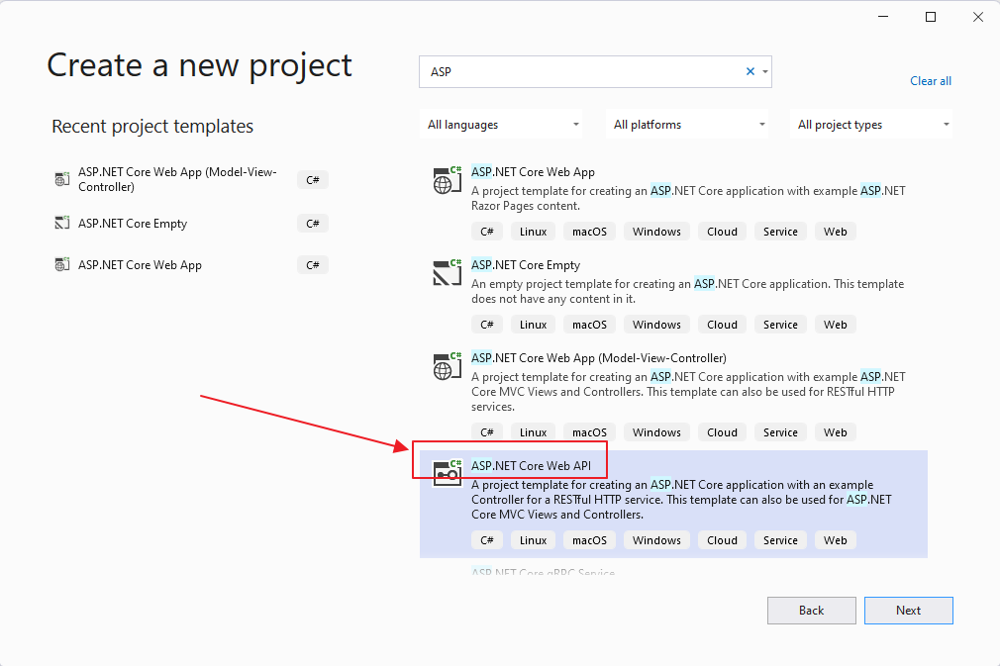 Create a new project
ASP
Clear all
Recent project templates
All languages
All platforms
All project types
ASP.NET Core Web App (Model-View-
Controller)
C#
ASP.NET Core Empty
C#
ASP.NET Core Web App
C#
C#
ASP.NET Core Web App
A project template for creating an ASP.NET Core application with example ASP.NET
Razor Pages content.
C# Linux macOS Windows Cloud Service Web
C#
ASP.NET Core Empty
An empty project template for creating an ASP.NET Core application. This template
does not have any content in it.
C# Linux macOS Windows Cloud Service Web
C#
ASP.NET Core Web App (Model-View-Controller)
A project template for creating an ASP.NET Core application with example ASP.NET
Core MVC Views and Controllers. This template can also be used for RESTful HTTP
services.
C# Linux macOS Windows Cloud Service Web
C#
ASP.NET Core Web API
A project template for creating an ASP.NET Core application with an example
Controller for a RESTful HTTP service. This template can also be used for ASP.NET
Core MVC Views and Controllers.
C# Linux macOS Windows Cloud Service Web
ASP.NET Core gRPC Service
Back
Next